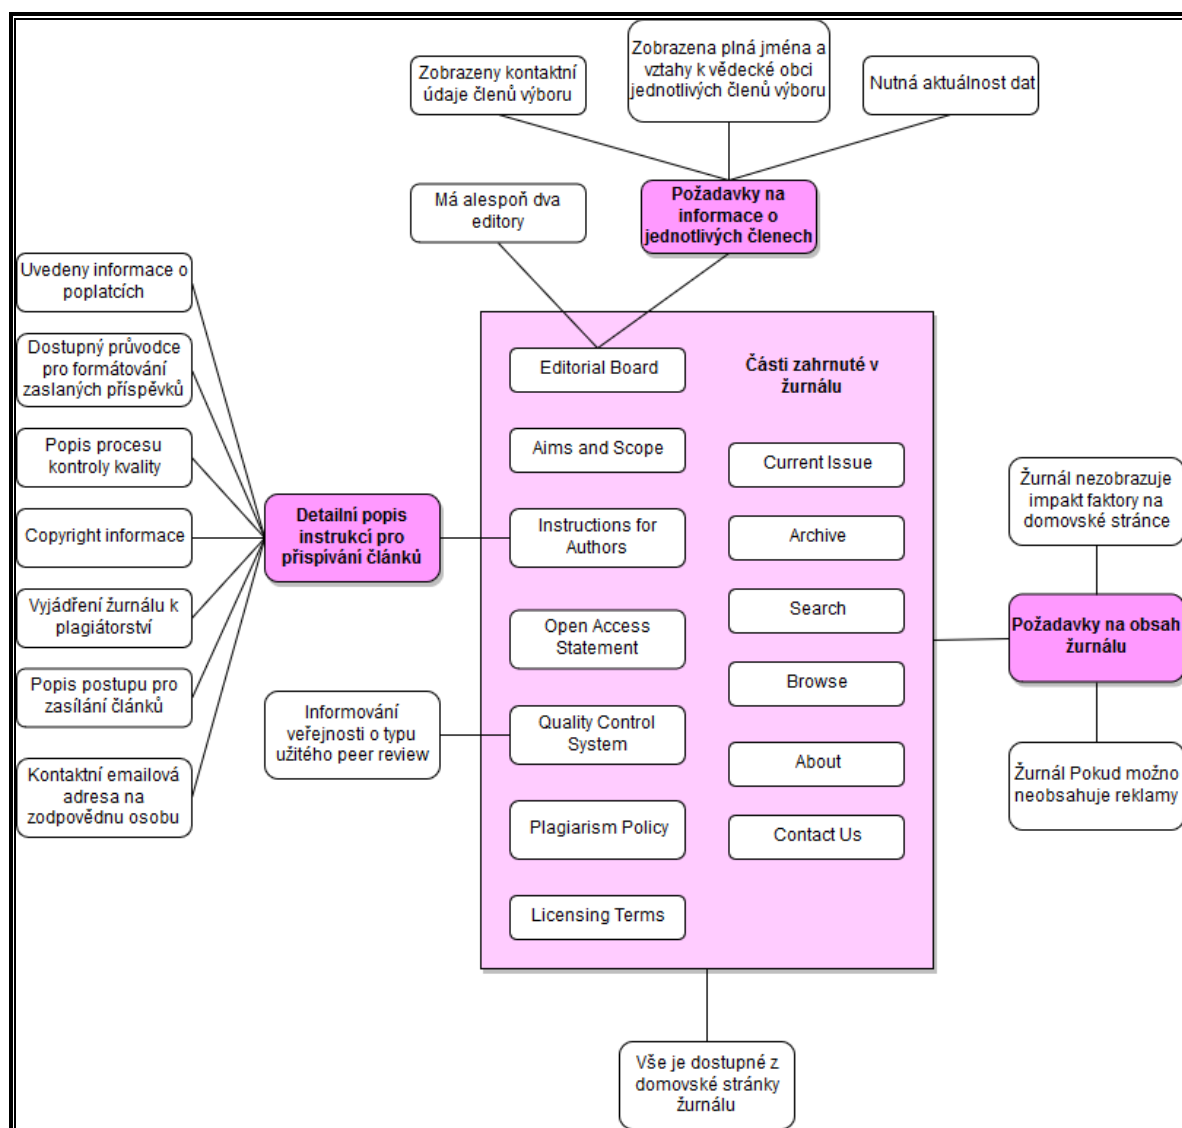 Zobrazena plná jména a
vztahy k vědecké obci
jednotlivých členů výboru
Zobrazeny kontaktní
údaje členů výboru
Nutná aktuálnost dat
Má alespoň dva
editory
Požadavky na
informace o
jednotlivých členech
Uvedeny informace o
poplatcích
Dostupný průvodce
pro formátování
zaslaných příspěvků
Popis procesu
kontroly kvality
Copyright informace
Vyjádření žurnálu k
plagiátorství
Popis postupu pro
zasílání článků
Kontaktní emailová
adresa na
zodpovědnu osobu
Detailní popis
instrukcí pro
přispívání článků
Informování
veřejnosti o typu
užitého peer review
Části zahrnuté v
žurnálu
Editorial Board
Aims and Scope
Instructions for
Authors
Open Access
Statement
Quality Control
System
Plagiarism Policy
Licensing Terms
Current Issue
Archive
Search
Browse
About
Contact Us
Žurnál nezobrazuje
impakt faktory na
domovské stránce
Požadavky na obsah
žurnálu
Žurnál Pokud možno
neobsahuje reklamy
Vše je dostupné z
domovské stránky
žurnálu